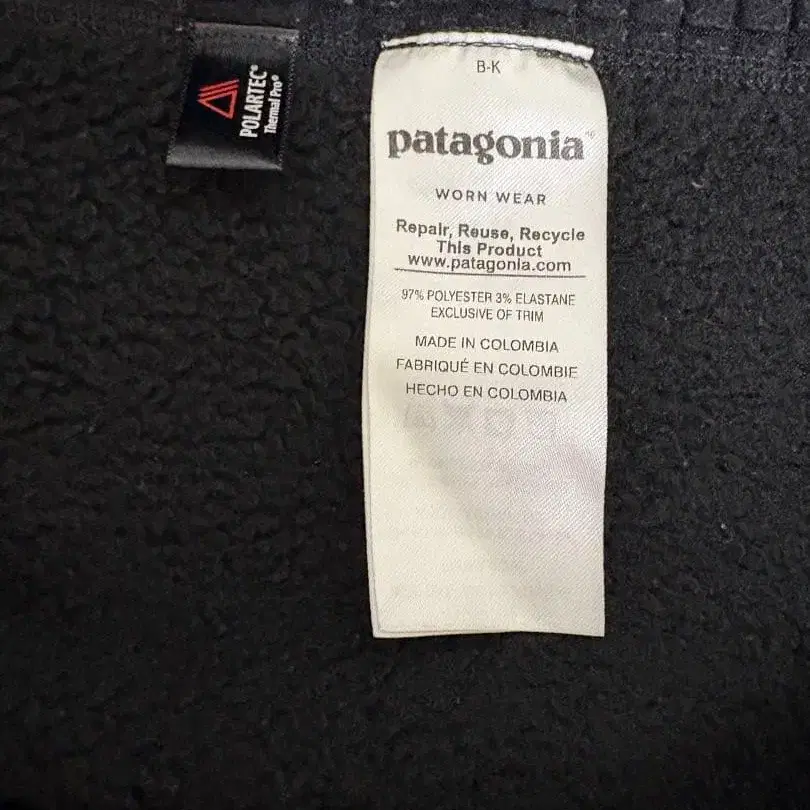 POLARTEC®
Thermal Pro®
B-K
patagonia
WORN WEAR
Repair, Reuse, Recycle
This Product
www.patagonia.com
97% POLYESTER 3% ELASTANE
EXCLUSIVE OF TRIM
MADE IN COLOMBIA
FABRIQUÉ EN COLOMBIE
HECHO EN COLOMBIA